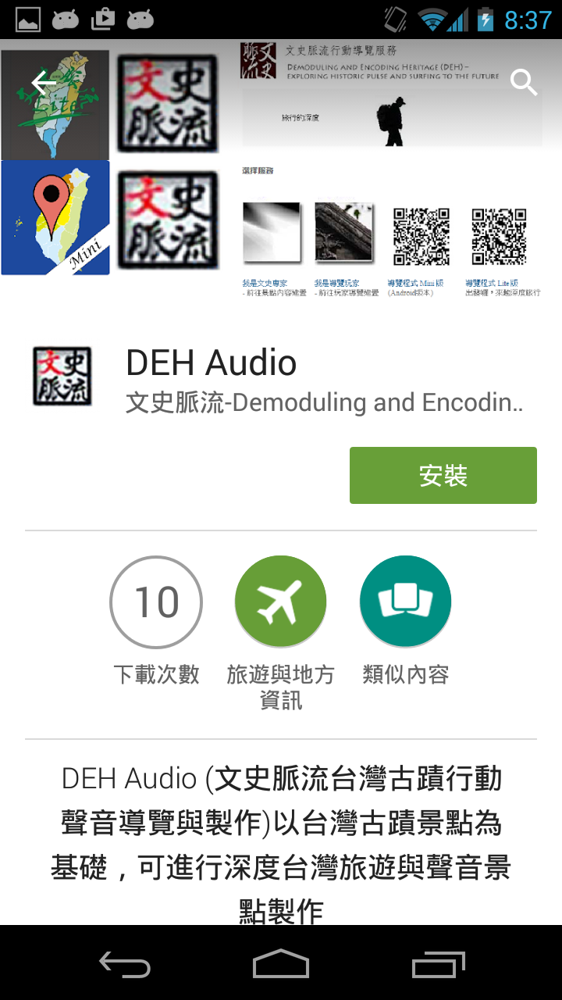 8:37
文史脈流
文史脈流行動導覽服務
DEMODULING AND ENCODING HERITAGE (DEH) –
EXPLORING HISTORIC PULSE AND SURFING TO THE FUTURE
旅行的深度
Mini
文史脈流
選擇服務
我是文史專家
- 前往景點內容維護
我是導覽玩家
- 前往玩家導覽維護
導覽程式 Mini 版
(Android版本)
導覽程式 Lite 版
出發囉，來趟深度旅行
文史脈流
DEH Audio
文史脈流-Demoduling and Encodin..
安裝
10
下載次數
旅遊與地方
資訊
類似內容
DEH Audio (文史脈流台灣古蹟行動
聲音導覽與製作)以台灣古蹟景點為
基礎，可進行深度台灣旅遊與聲音景
點製作